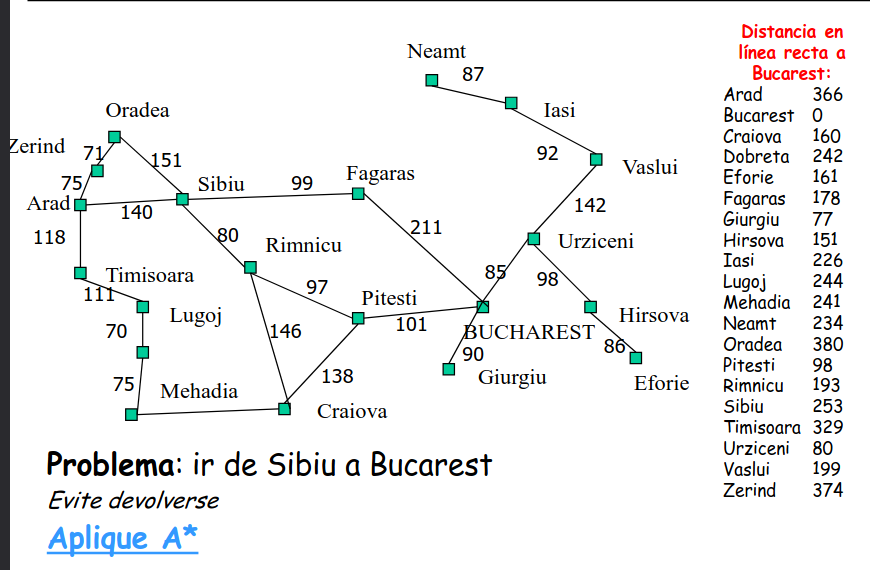 Neamt
87
Iasi
92
Vaslui
142
Oradea
Zerind
71
75
151
Arad
140
Sibiu
99
Fagaras
118
80
211
Urziceni
Rimnicu
85
98
Timisoara
111
97
Pitesti
Lugoj
101
BUCHAREST
Hirsova
70
146
90
86
Giurgiu
Eforie
75
Mehadia
138
Craiova
Distancia en
línea recta a
Bucarest:
Arad 366
Bucarest 0
Craiova 160
Dobreta 242
Eforie 161
Fagaras 178
Giurgiu 77
Hirsova 151
Iasi 226
Lugoj 244
Mehadia 241
Neamt 234
Oradea 380
Pitesti 98
Rimnicu 193
Sibiu 253
Timisoara 329
Urziceni 80
Vaslui 199
Zerind 374
Problema: ir de Sibiu a Bucarest
Evite devolverse
Aplique A*